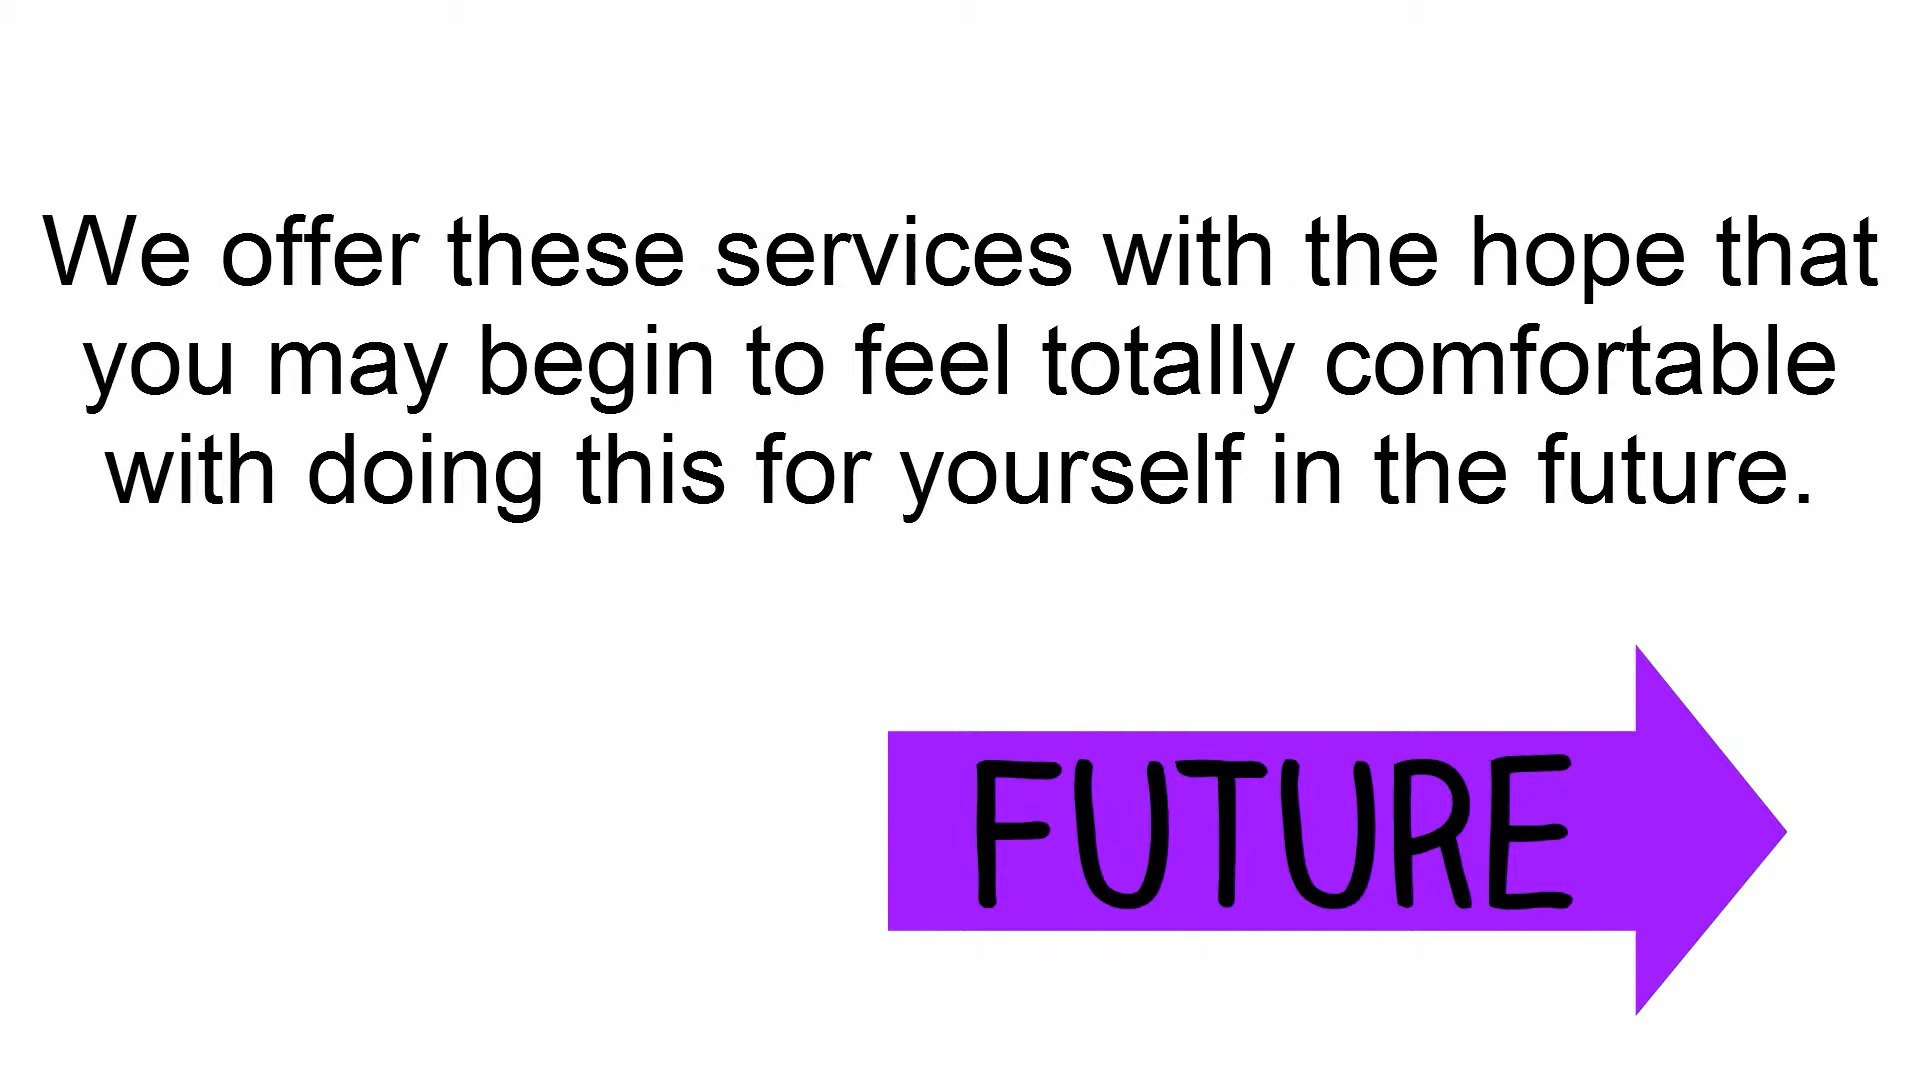 We offer these services with the hope that
you may begin to feel totally comfortable
with doing this for yourself in the future.
FUTURE